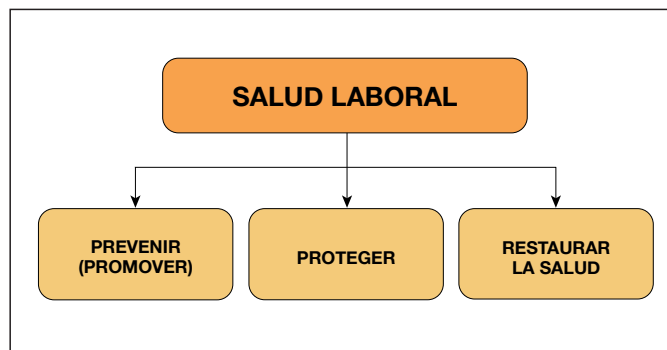 SALUD LABORAL
PREVENIR
(PROMOVER)
PROTEGER
RESTAURAR
LA SALUD